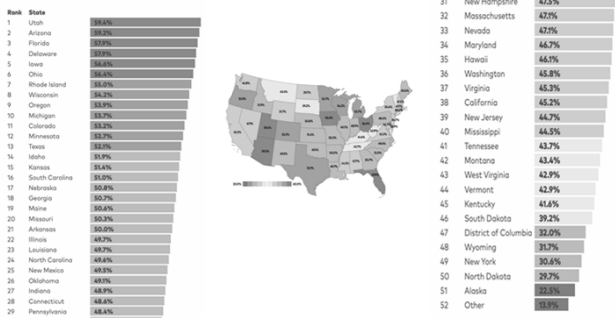 Rank State
1 Utah 59.4%
2 Arizona 59.2%
3 Florida 57.9%
4 Delaware 57.9%
5 Iowa 56.6%
6 Ohio 56.4%
7 Rhode Island 55.0%
8 Wisconsin 54.2%
9 Oregon 53.9%
10 Michigan 53.7%
11 Colorado 53.2%
12 Minnesota 52.7%
13 Texas 52.1%
14 Idaho 51.9%
15 Kansas 51.4%
16 South Carolina 51.0%
17 Nebraska 50.8%
18 Georgia 50.7%
19 Maine 50.6%
20 Missouri 50.3%
21 Arkansas 50.0%
22 Illinois 49.7%
23 Louisiana 49.7%
24 North Carolina 49.6%
25 New Mexico 49.5%
26 Oklahoma 49.1%
27 Indiana 48.9%
28 Connecticut 48.6%
29 Pennsylvania 48.4%
31 New Hampshire 47.5%
32 Massachusetts 47.1%
33 Nevada 47.1%
34 Maryland 46.7%
35 Hawaii 46.1%
36 Washington 45.8%
37 Virginia 45.3%
38 California 45.2%
39 New Jersey 44.7%
40 Mississippi 44.5%
41 Tennessee 43.7%
42 Montana 43.4%
43 West Virginia 42.9%
44 Vermont 42.9%
45 Kentucky 41.6%
46 South Dakota 39.2%
47 District of Columbia 32.0%
48 Wyoming 31.7%
49 New York 30.6%
50 North Dakota 29.7%
51 Alaska 22.5%
52 Other 13.9%